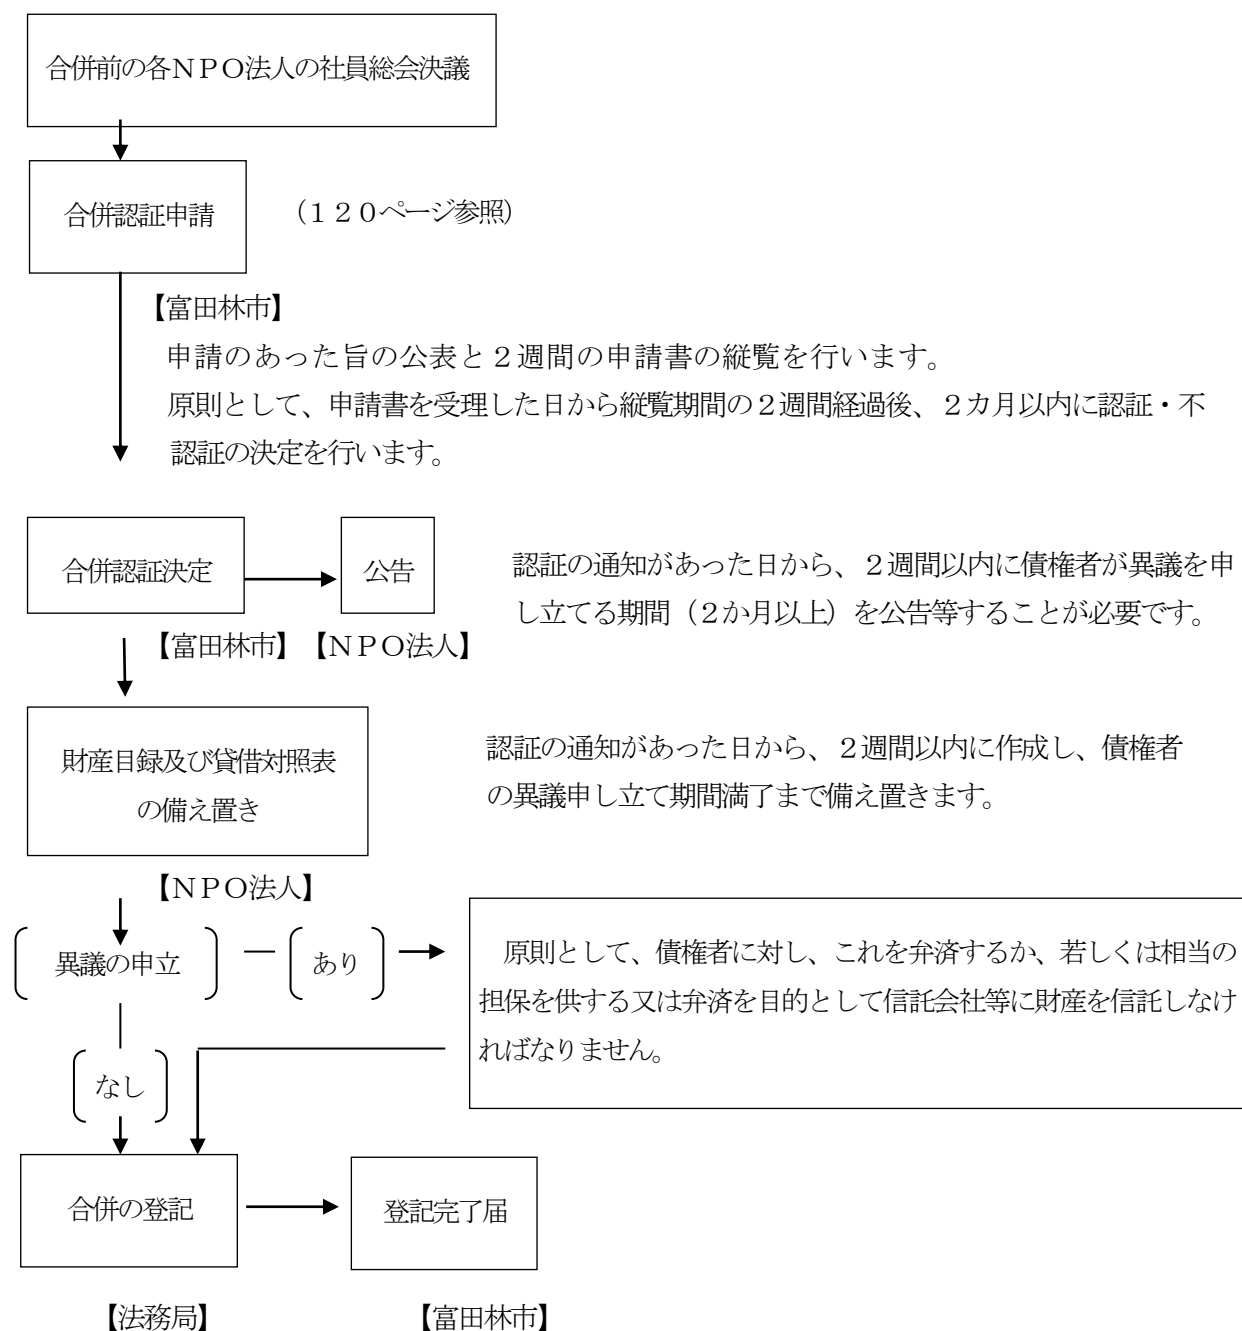 合併前の各ＮＰＯ法人の社員総会決議
合併認証申請
（１２０ページ参照）
【富田林市】
申請のあった旨の公表と２週間の申請書の縦覧を行います。
原則として、申請書を受理した日から縦覧期間の２週間経過後、２カ月以内に認証・不
認証の決定を行います。
合併認証決定
公告
認証の通知があった日から、２週間以内に債権者が異議を申
し立てる期間（２か月以上）を公告等することが必要です。
【富田林市】【ＮＰＯ法人】
財産目録及び貸借対照表
の備え置き
認証の通知があった日から、２週間以内に作成し、債権者
の異議申し立て期間満了まで備え置きます。
【ＮＰＯ法人】
異議の申立
あり
原則として、債権者に対し、これを弁済するか、若しくは相当の
担保を供する又は弁済を目的として信託会社等に財産を信託しなけ
ればなりません。
なし
合併の登記
登記完了届
【法務局】
【富田林市】